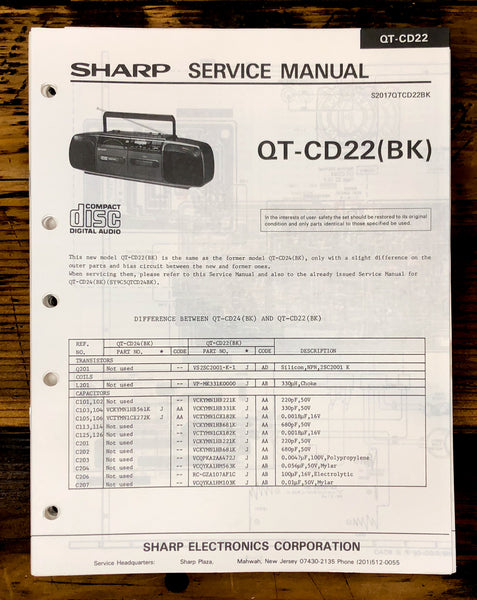 QT-CD22
SHARP SERVICE MANUAL
S2017QTCD22BK
QT-CD22(BK)
COMPACT
disc
DIGITAL AUDIO
In the interests of user-safety the set should be restored to its original
condition and only parts identical to those specified be used.
This new model QT-CD22(BK) is the same as the former model QT-CD24(BK), only with a slight difference on the
outer parts and bias circuit between the new and former ones.
When servicing them, please refer to this Service Manual and also to the already issued Service Manual for
QT-CD24(BK)(SY9C5QTCD24BK).
DIFFERENCE BETWEEN QT-CD24(BK) AND QT-CD22(BK)
REF. QT-CD24(BK) QT-CD22(BK)
NO. PART NO. * CODE PART NO. * CODE DESCRIPTION
TRANSISTORS
Q201 Not used -- VS2SC2001-K-1 J AD Silicon,NPN,2SC2001 K
COILS
L201 Not used -- VP-MK331K0000 J AB 330μH,Choke
CAPACITORS
C101,102 Not used -- VCKYMN1HB221K J AA 220pF,50V
C103,104 VCKYMN1HB561K J AA VCKYMN1HB331K J AA 330pF,50V
C105,106 VCTYMN1CX272K J AA VCTYMN1CX182K J AA 0.0018μF,16V
C113,114 Not used -- VCKYMN1HB681K J AA 680pF,50V
C125,126 Not used -- VCTYMN1CX182K J AA 0.0018μF,16V
C201 Not used -- VCKYMN1HB221K J AA 220pF,50V
C202 Not used -- VCKYMN1HB681K J AA 680pF,50V
C203 Not used -- VCQPKA2AA472J J AB 0.0047μF,100V,Polypropylene
C204 Not used -- VCQYKA1HM563K J AB 0.056μF,50V,Mylar
C206 Not used -- RC-GZA107AF1C J AB 100μF,16V,Electrolytic
C207 Not used -- VCQYKA1HM103K J AB 0.01μF,50V,Mylar
SHARP ELECTRONICS CORPORATION
Service Headquarters: Sharp Plaza, Mahwah, New Jersey 07430-2135 Phone (201)512-0055